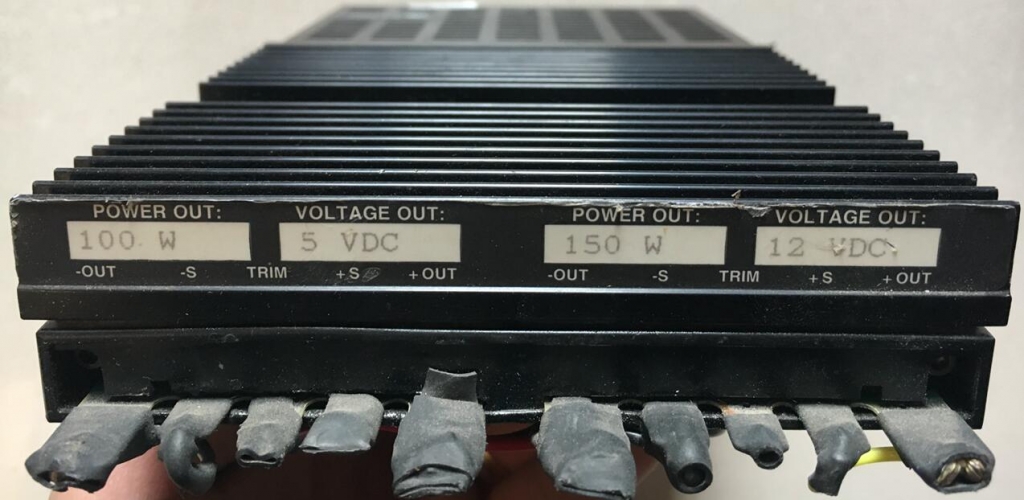 POWER OUT: VOLTAGE OUT: POWER OUT: VOLTAGE OUT:
100 W 5 VDC 150 W 12 VDC
-OUT -S TRIM +S +OUT -OUT -S TRIM +S +OUT